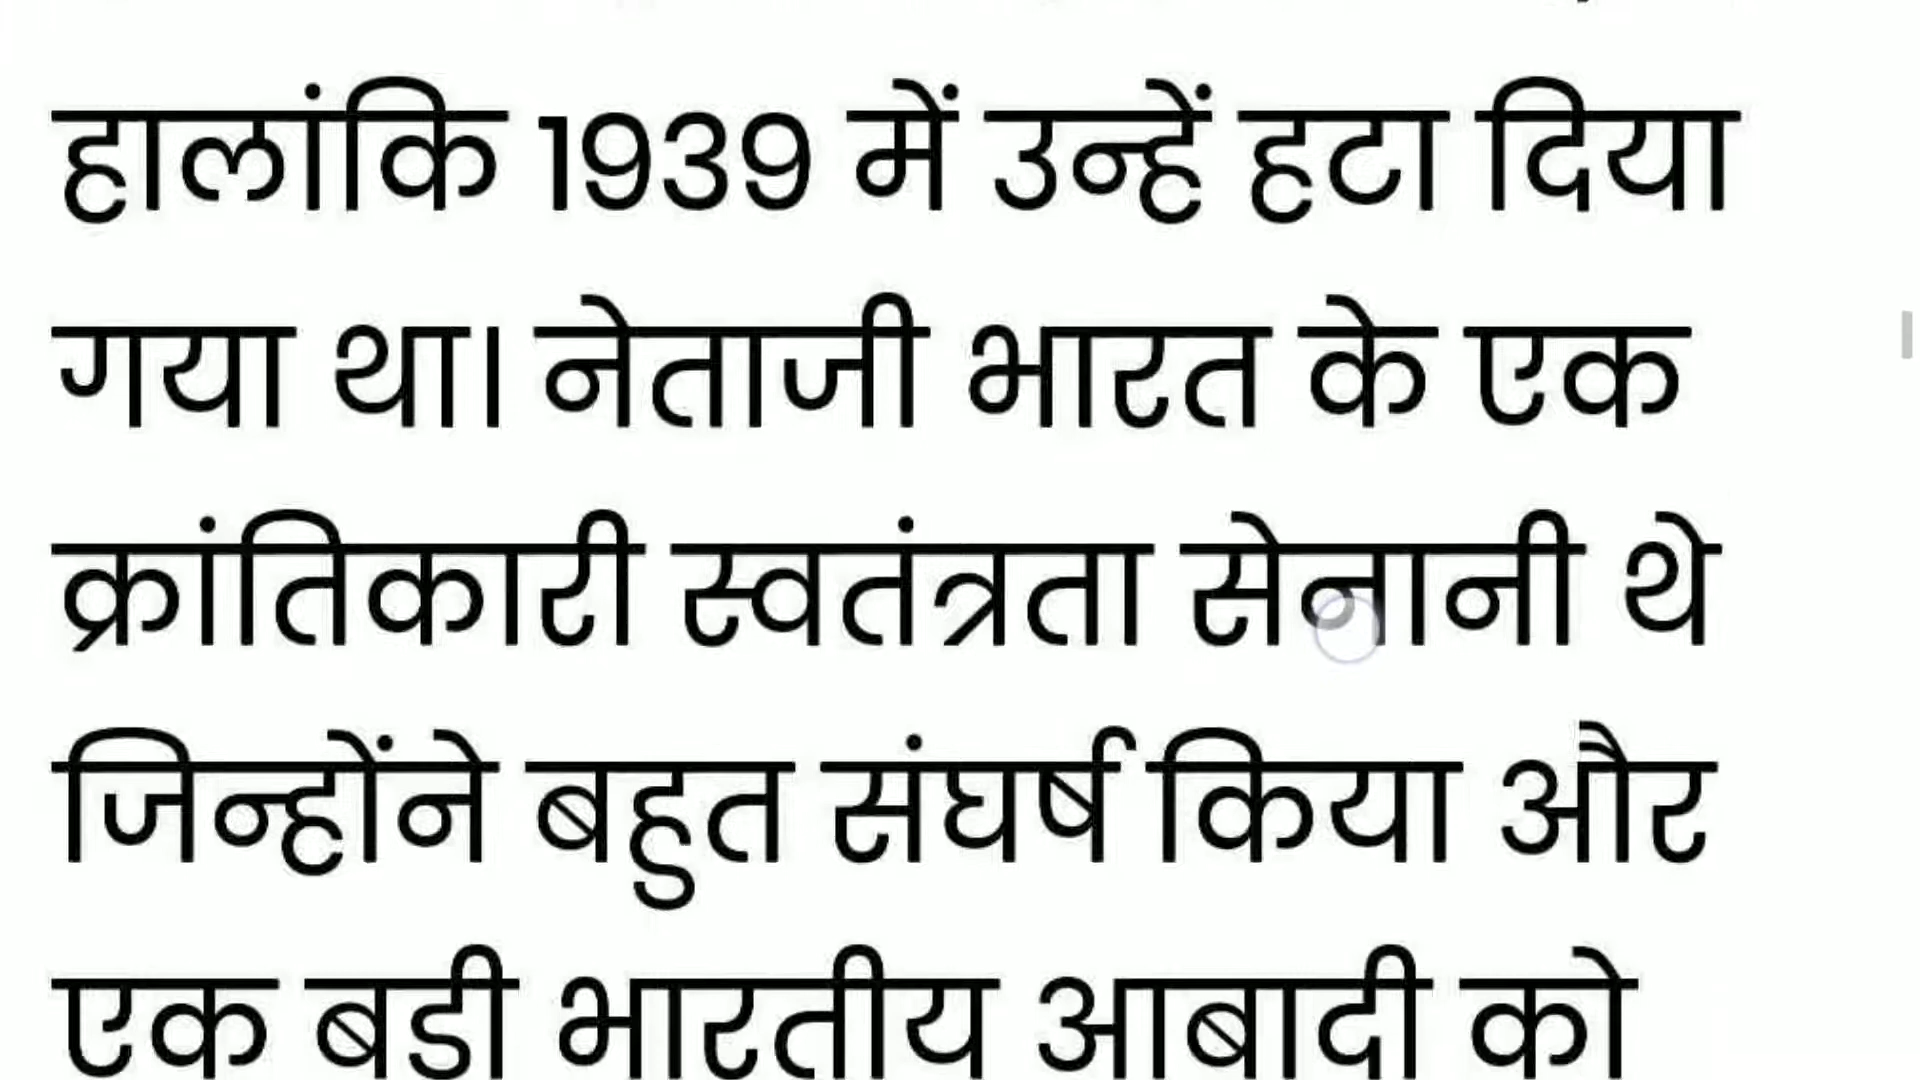 हालांकि 1939 में उन्हें हटा दिया
गया था। नेताजी भारत के एक
क्रांतिकारी स्वतंत्रता सेनानी थे
जिन्होंने बहुत संघर्ष किया और
एक बडी भारतीय आबादी को